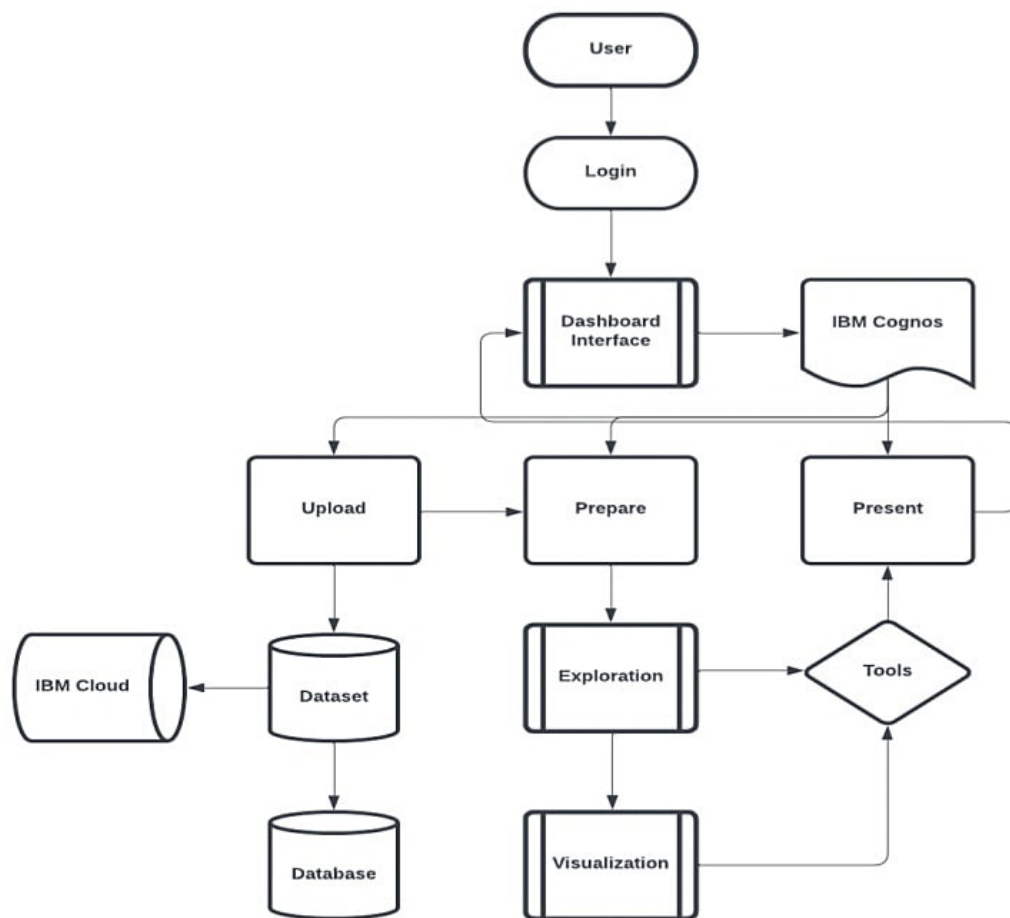 User
Login
Dashboard
Interface
IBM Cognos
Upload
Prepare
Present
IBM Cloud
Dataset
Exploration
Tools
Database
Visualization